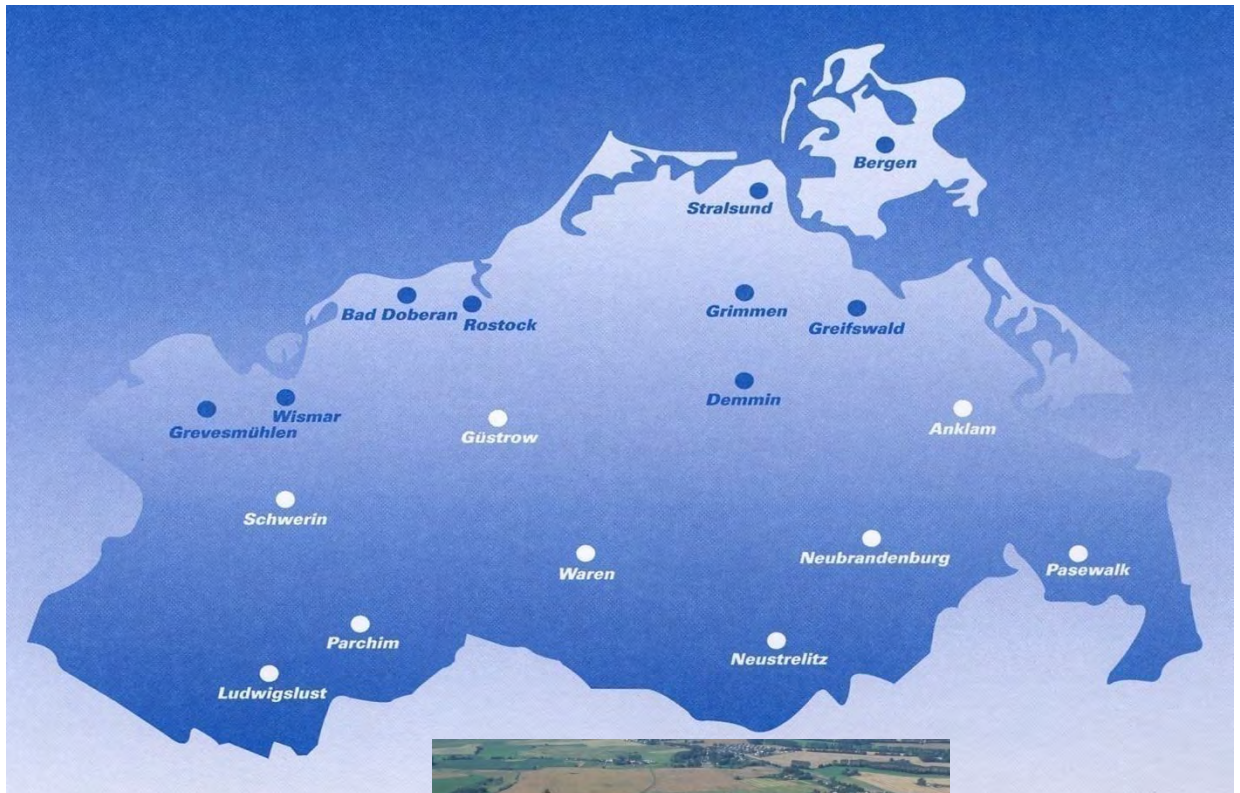 Bergen
Stralsund
Bad Doberan
Rostock
Grimmen
Greifswald
Demmin
Wismar
Grevesmühlen
Güstrow
Anklam
Schwerin
Waren
Neubrandenburg
Pasewalk
Parchim
Neustrelitz
Ludwigslust